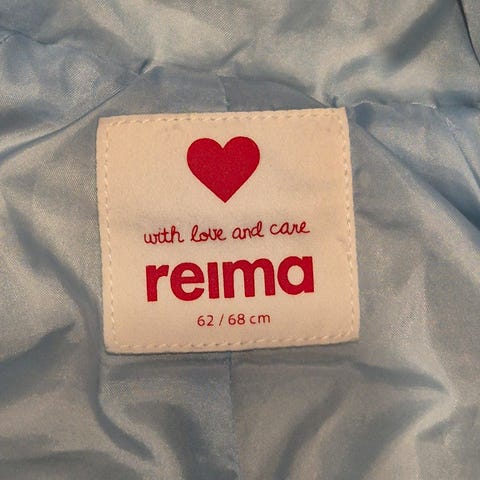 with love and care
reima
62 / 68 cm